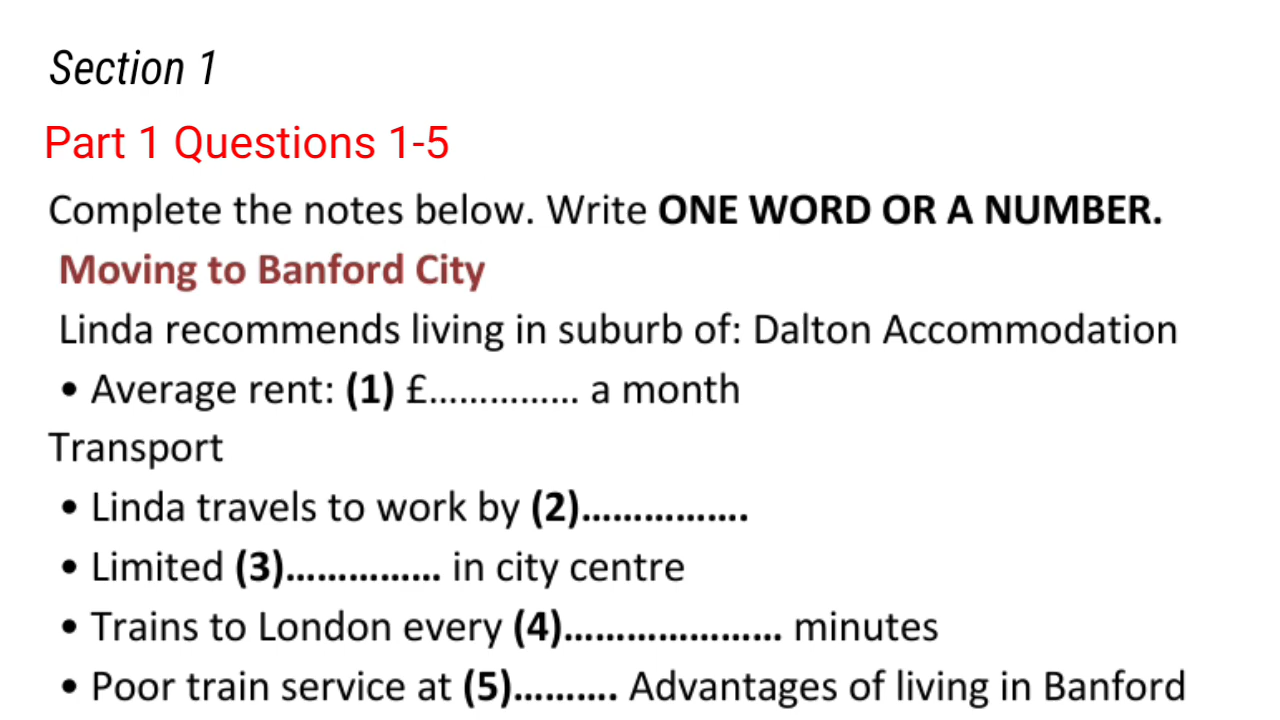 Section 1
Part 1 Questions 1-5
Complete the notes below. Write ONE WORD OR A NUMBER.
Moving to Banford City
Linda recommends living in suburb of: Dalton Accommodation
• Average rent: (1) £............... a month
Transport
• Linda travels to work by (2)................
• Limited (3)............... in city centre
• Trains to London every (4)..................... minutes
• Poor train service at (5).......... Advantages of living in Banford